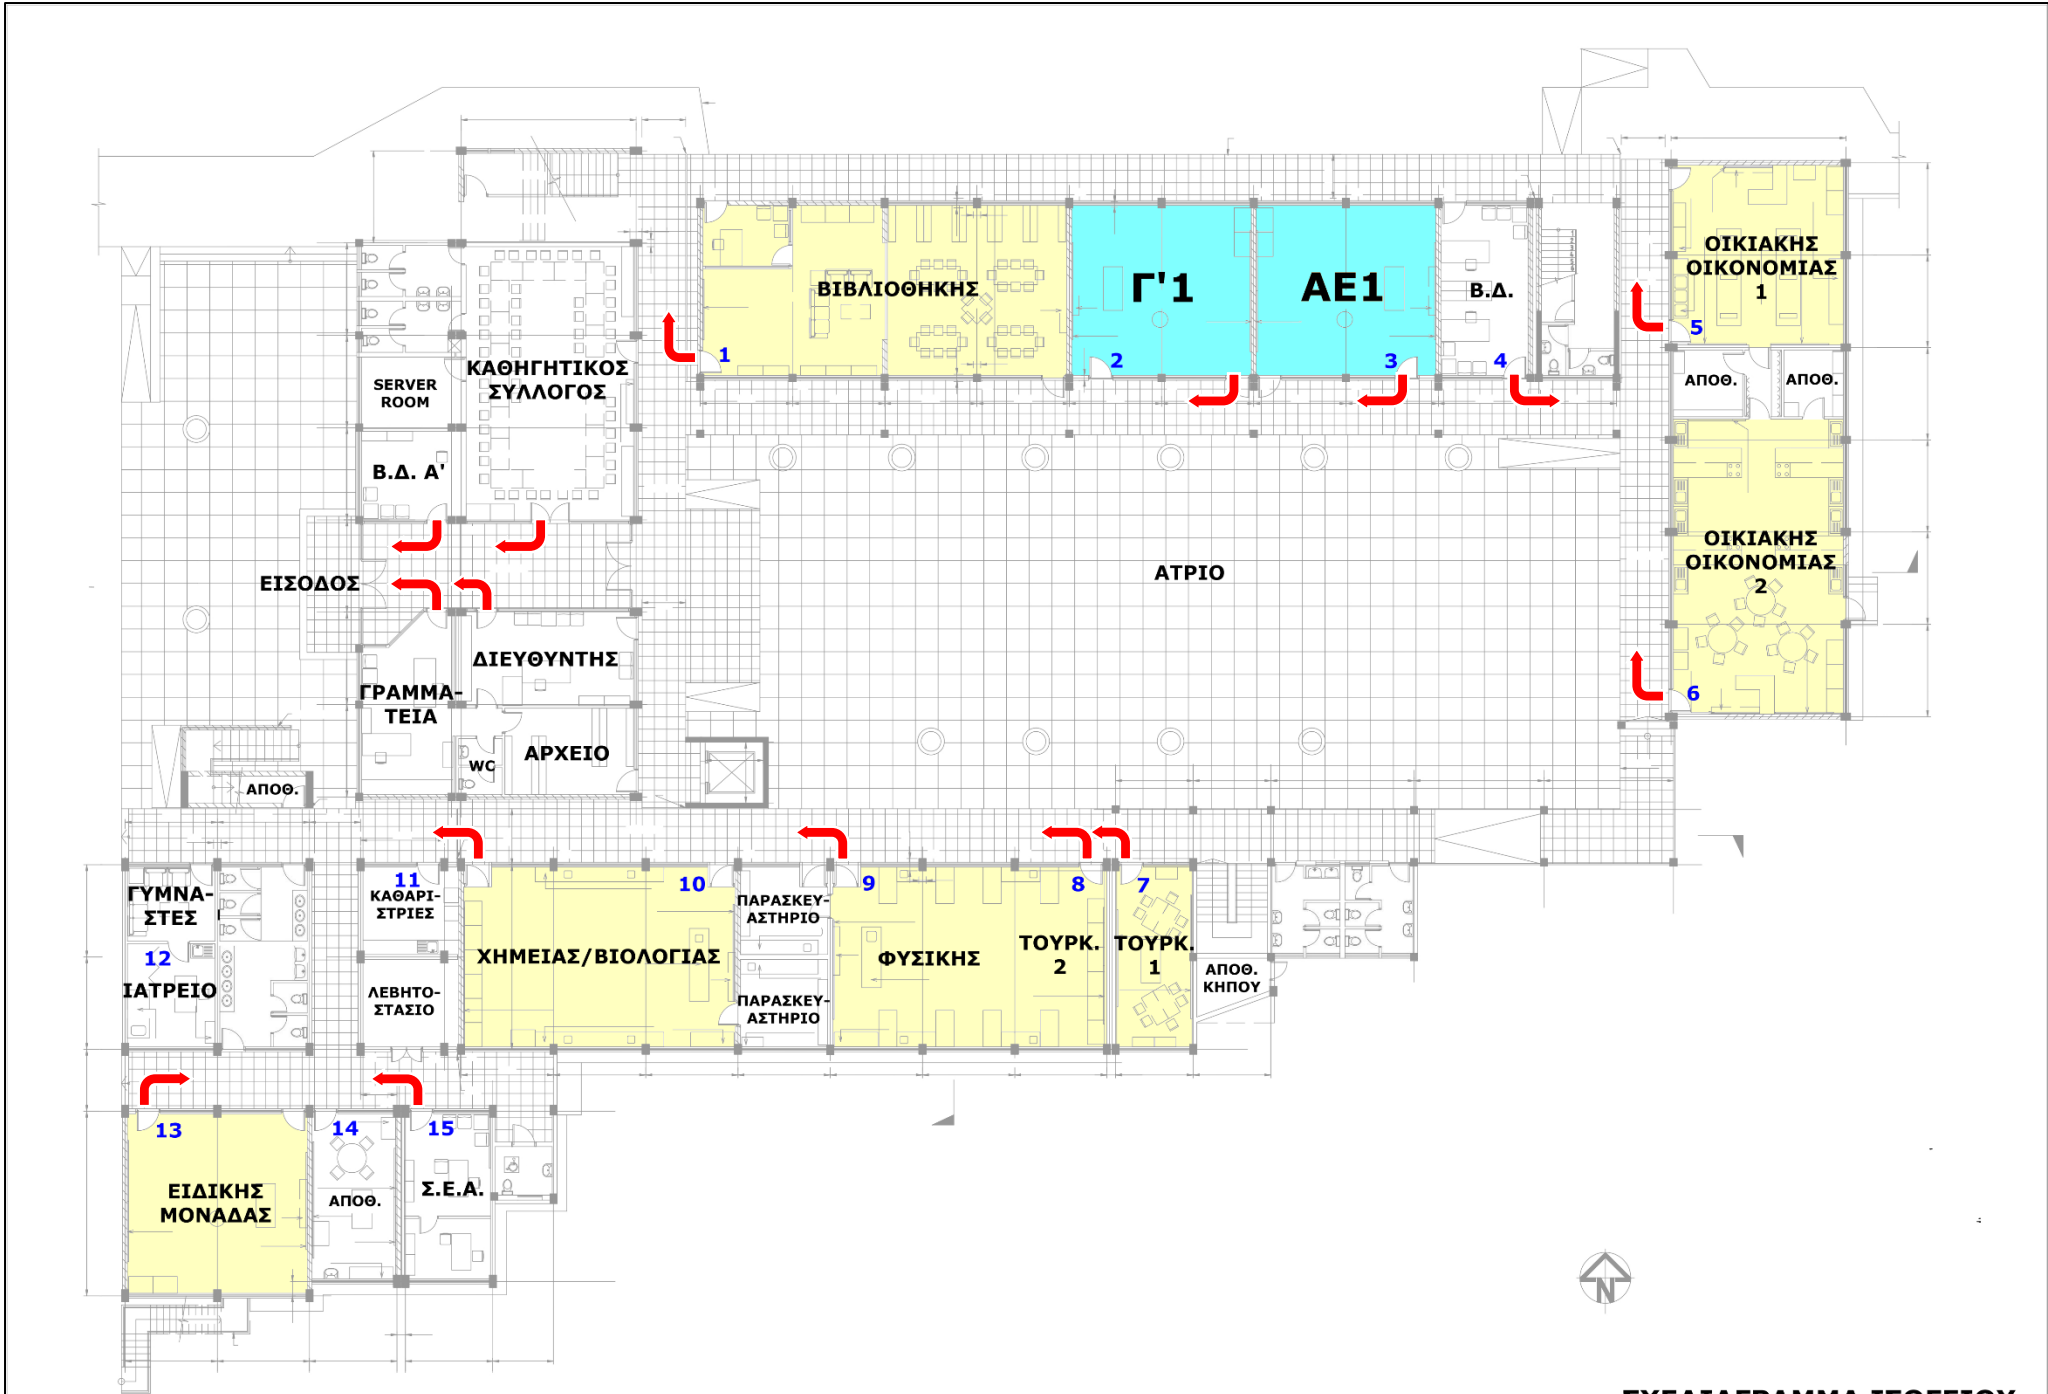 ΒΙΒΛΙΟΘΗΚΗΣ
Γ'1
ΑΕ1
Β.Δ.
ΟΙΚΙΑΚΗΣ
ΟΙΚΟΝΟΜΙΑΣ
1
1
2
3
4
5
ΚΑΘΗΓΗΤΙΚΟΣ
ΣΥΛΛΟΓΟΣ
SERVER
ROOM
ΑΠΟΘ.
ΑΠΟΘ.
Β.Δ. Α'
ΕΙΣΟΔΟΣ
ΑΤΡΙΟ
ΟΙΚΙΑΚΗΣ
ΟΙΚΟΝΟΜΙΑΣ
2
6
ΔΙΕΥΘΥΝΤΗΣ
ΓΡΑΜΜΑ-
ΤΕΙΑ
ΑΡΧΕΙΟ
WC
ΑΠΟΘ.
ΓΥΜΝΑ-
ΣΤΕΣ
11
ΚΑΘΑΡΙ-
ΣΤΡΙΕΣ
10
ΠΑΡΑΣΚΕΥ-
ΑΣΤΗΡΙΟ
9
8
7
12
ΙΑΤΡΕΙΟ
ΛΕΒΗΤΟ-
ΣΤΑΣΙΟ
ΧΗΜΕΙΑΣ/ΒΙΟΛΟΓΙΑΣ
ΠΑΡΑΣΚΕΥ-
ΑΣΤΗΡΙΟ
ΦΥΣΙΚΗΣ
ΤΟΥΡΚ.
2
ΤΟΥΡΚ.
1
ΑΠΟΘ.
ΚΗΠΟΥ
13
14
15
ΕΙΔΙΚΗΣ
ΜΟΝΑΔΑΣ
ΑΠΟΘ.
Σ.Ε.Α.
N